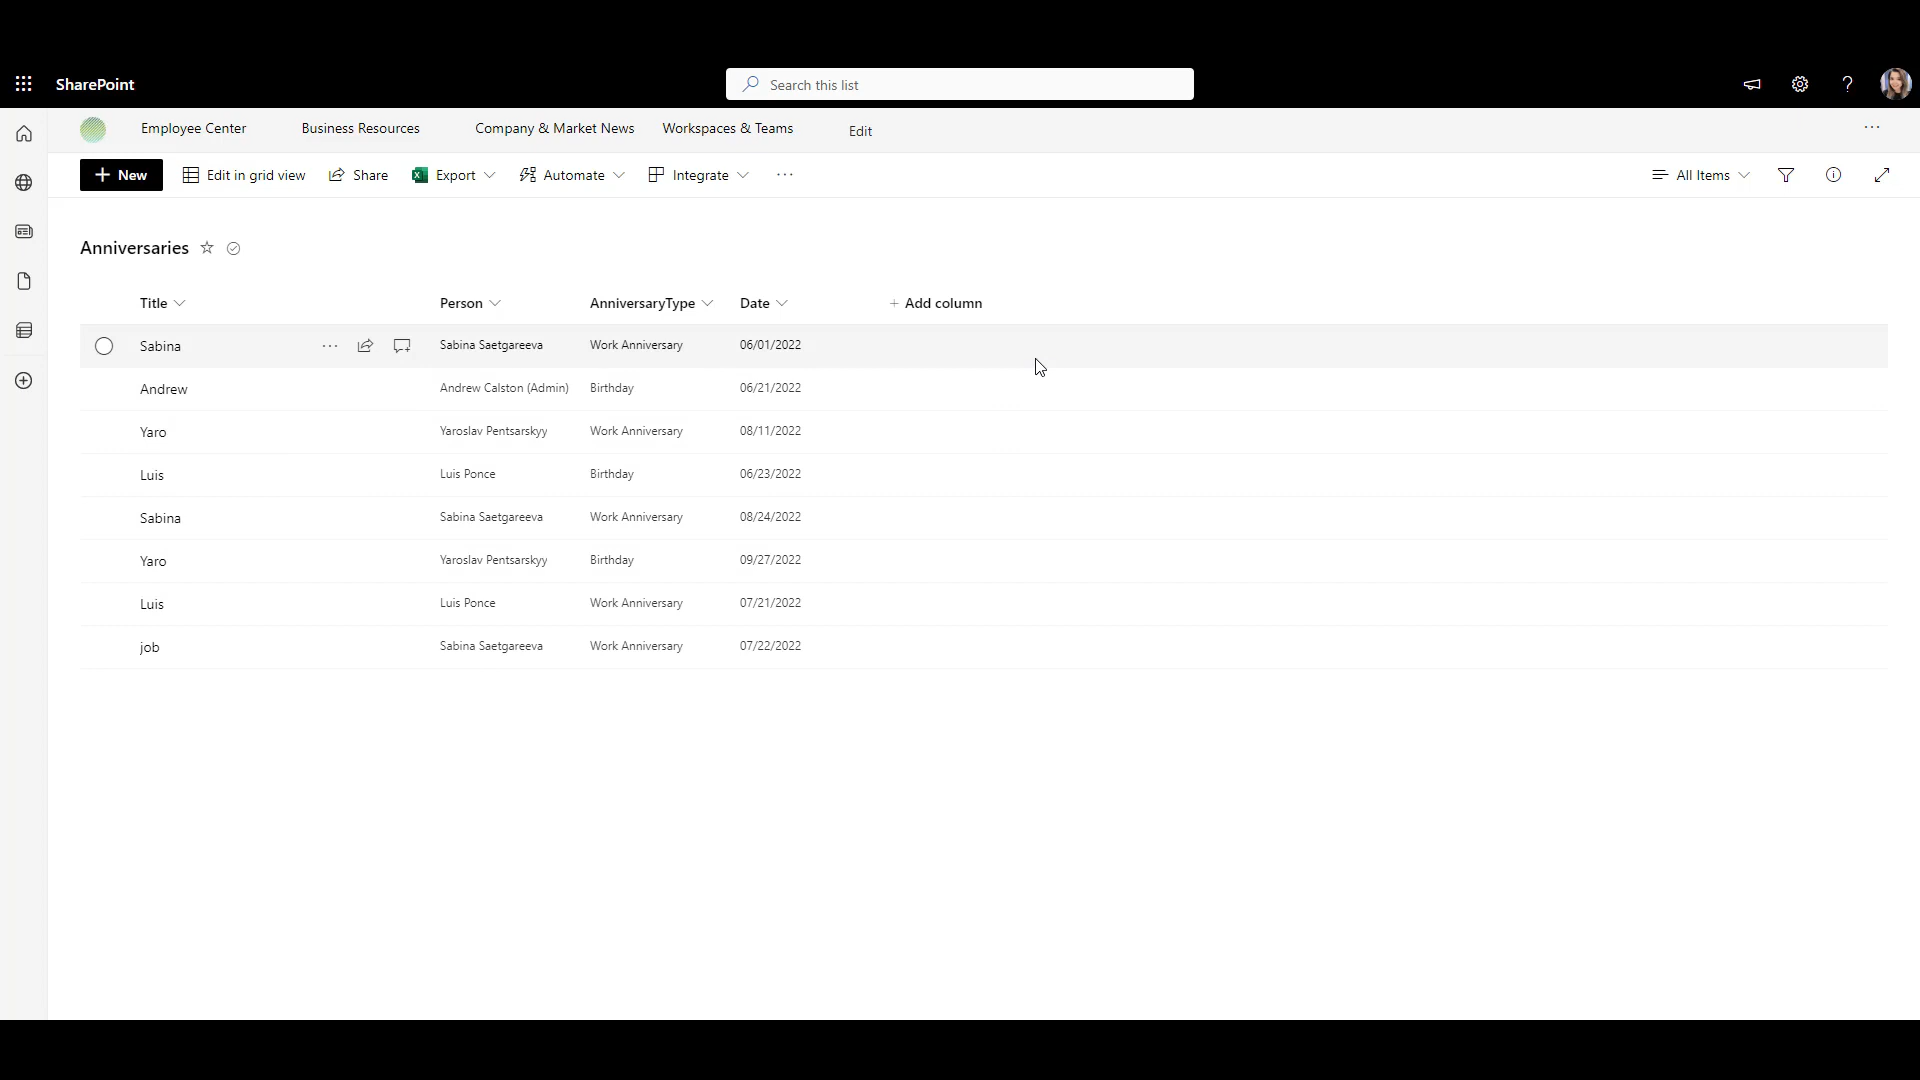 SharePoint
Search this list
Employee Center Business Resources Company & Market News Workspaces & Teams Edit
New Edit in grid view Share Export Automate Integrate All Items
Anniversaries
Title Person AnniversaryType Date + Add column
Sabina Sabina Saetgareeva Work Anniversary 06/01/2022
Andrew Andrew Calston (Admin) Birthday 06/21/2022
Yaro Yaroslav Pentsarskyy Work Anniversary 08/11/2022
Luis Luis Ponce Birthday 06/23/2022
Sabina Sabina Saetgareeva Work Anniversary 08/24/2022
Yaro Yaroslav Pentsarskyy Birthday 09/27/2022
Luis Luis Ponce Work Anniversary 07/21/2022
job Sabina Saetgareeva Work Anniversary 07/22/2022